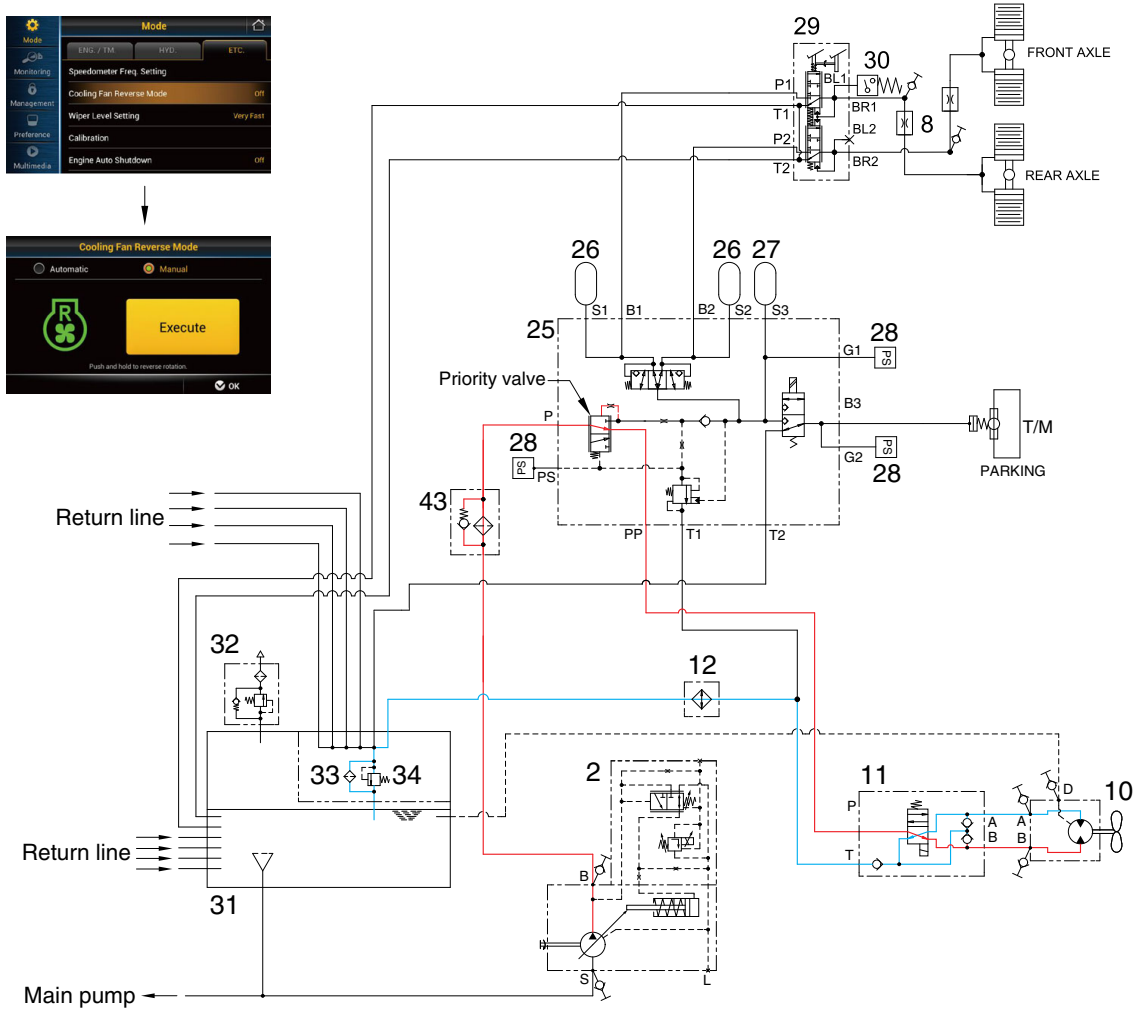 Mode
Mode
ENG. / TM.
HYD.
ETC.
Monitoring
Speedometer Freq. Setting
Management
Cooling Fan Reverse Mode
Off
Wiper Level Setting
Very Fast
Preference
Calibration
Multimedia
Engine Auto Shutdown
Off
Cooling Fan Reverse Mode
Automatic
Manual
R
Execute
Push and hold to reverse rotation.
OK
29
30
P1
BL1
T1
BR1
P2
BL2
T2
BR2
8
FRONT AXLE
REAR AXLE
26
26
27
S1
B1
B2
S2
S3
25
28
PS
G1
Priority valve
P
B3
28
PS
PS
G2
PS
28
T/M
PARKING
PP
T1
T2
43
Return line
32
12
33
34
2
11
10
P
A
A
B
B
T
D
Return line
31
B
S
L
Main pump